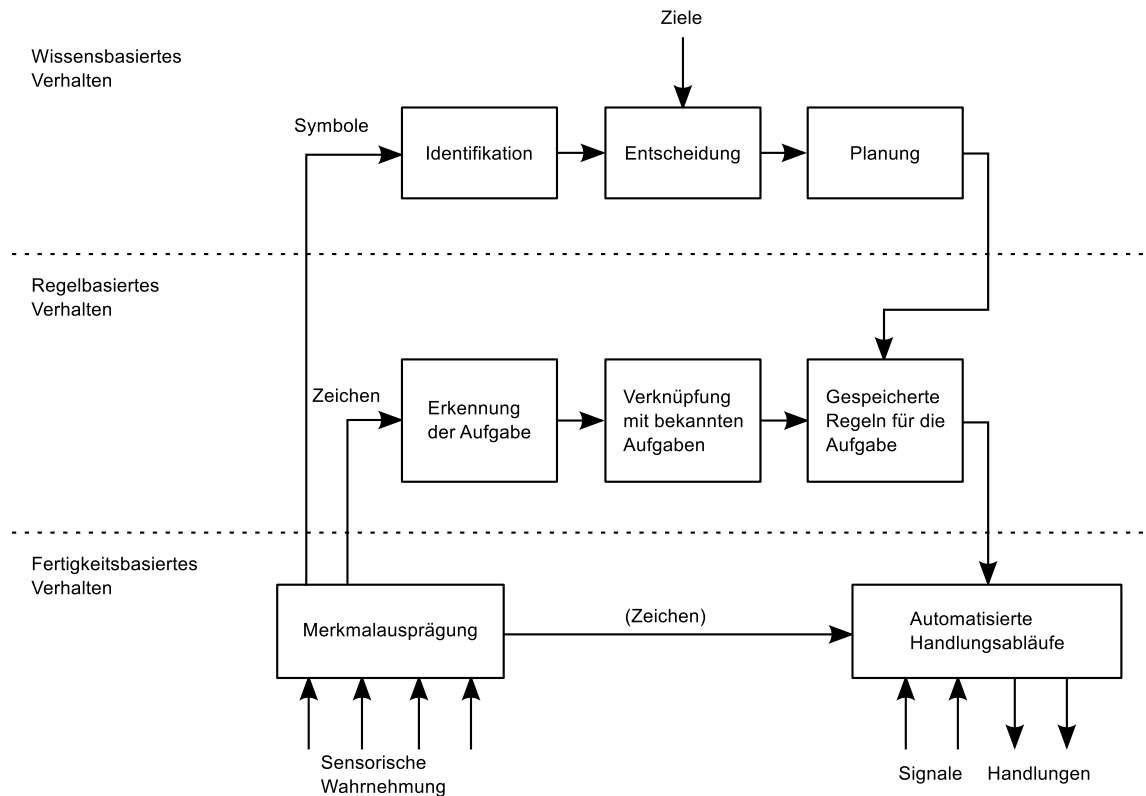 Ziele
Wissensbasiertes
Verhalten
Symbole
Identifikation
Entscheidung
Planung
Regelbasiertes
Verhalten
Zeichen
Erkennung
der Aufgabe
Verknüpfung
mit bekannten
Aufgaben
Gespeicherte
Regeln für die
Aufgabe
Fertigkeitsbasiertes
Verhalten
Merkmalausprägung
(Zeichen)
Automatisierte
Handlungsabläufe
Sensorische
Wahrnehmung
Signale
Handlungen